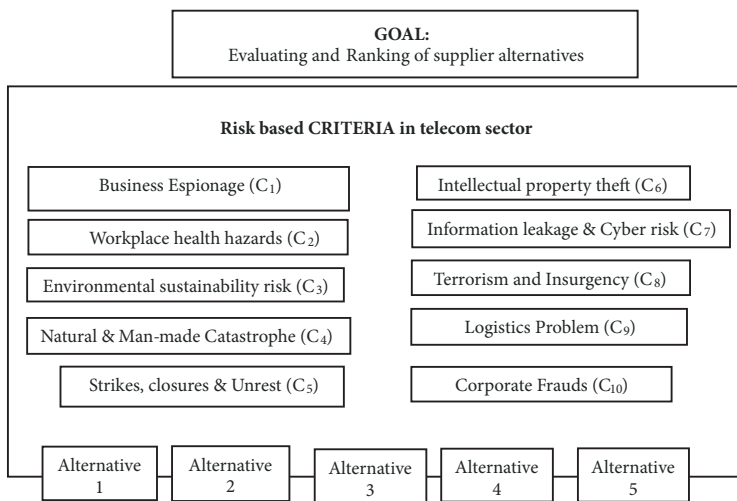 GOAL:
Evaluating and Ranking of supplier alternatives
Risk based CRITERIA in telecom sector
Business Espionage (C₁)
Workplace health hazards (C₂)
Environmental sustainability risk (C₃)
Natural & Man-made Catastrophe (C₄)
Strikes, closures & Unrest (C₅)
Intellectual property theft (C₆)
Information leakage & Cyber risk (C₇)
Terrorism and Insurgency (C₈)
Logistics Problem (C₉)
Corporate Frauds (C₁₀)
Alternative
1
Alternative
2
Alternative
3
Alternative
4
Alternative
5